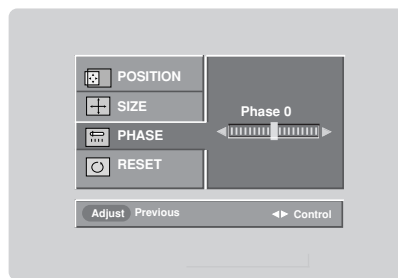 POSITION
SIZE
Phase 0
PHASE
RESET
Adjust Previous ◄► Control